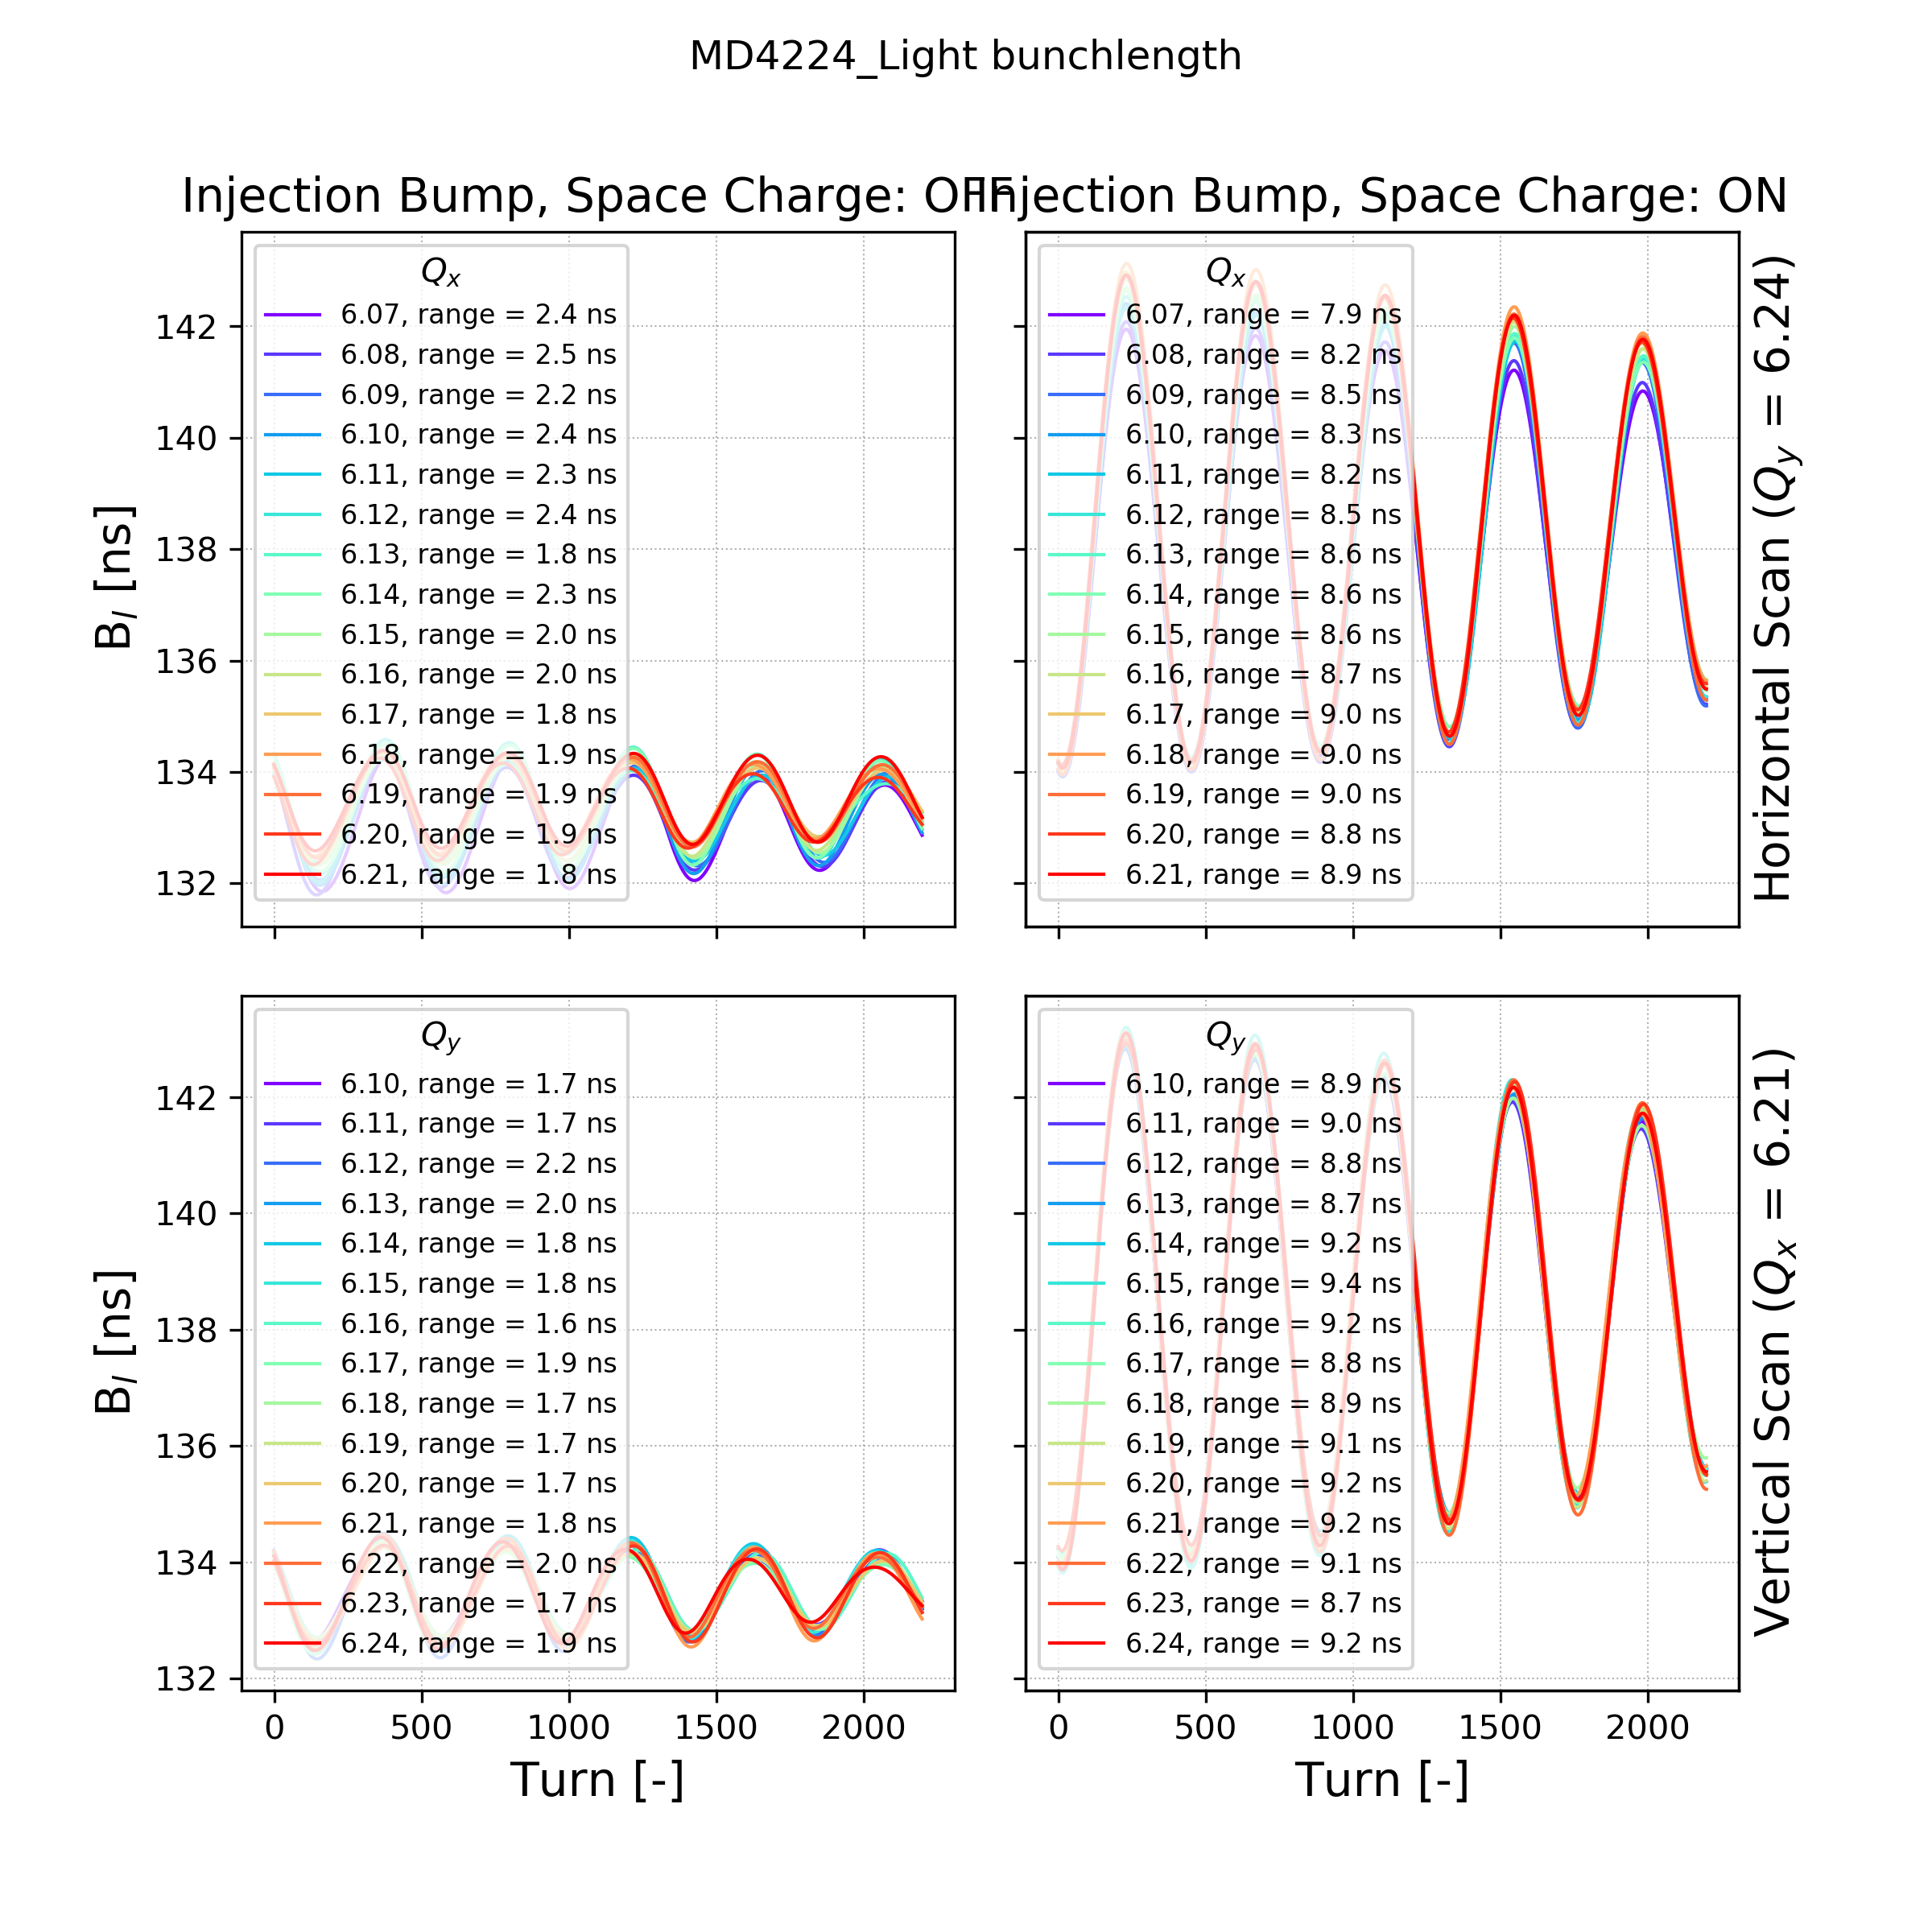 MD4224_Light bunchlength
Injection Bump, Space Charge: OFF
Injection Bump, Space Charge: ON
B_l [ns]
142
140
138
136
134
132
Q_x
6.07, range = 2.4 ns
6.08, range = 2.5 ns
6.09, range = 2.2 ns
6.10, range = 2.4 ns
6.11, range = 2.3 ns
6.12, range = 2.4 ns
6.13, range = 1.8 ns
6.14, range = 2.3 ns
6.15, range = 2.0 ns
6.16, range = 2.0 ns
6.17, range = 1.8 ns
6.18, range = 1.9 ns
6.19, range = 1.9 ns
6.20, range = 1.9 ns
6.21, range = 1.8 ns
Q_x
6.07, range = 7.9 ns
6.08, range = 8.2 ns
6.09, range = 8.5 ns
6.10, range = 8.3 ns
6.11, range = 8.2 ns
6.12, range = 8.5 ns
6.13, range = 8.6 ns
6.14, range = 8.6 ns
6.15, range = 8.6 ns
6.16, range = 8.7 ns
6.17, range = 9.0 ns
6.18, range = 9.0 ns
6.19, range = 9.0 ns
6.20, range = 8.8 ns
6.21, range = 8.9 ns
Horizontal Scan (Q_y = 6.24)
B_l [ns]
142
140
138
136
134
132
Q_y
6.10, range = 1.7 ns
6.11, range = 1.7 ns
6.12, range = 2.2 ns
6.13, range = 2.0 ns
6.14, range = 1.8 ns
6.15, range = 1.8 ns
6.16, range = 1.6 ns
6.17, range = 1.9 ns
6.18, range = 1.7 ns
6.19, range = 1.7 ns
6.20, range = 1.7 ns
6.21, range = 1.8 ns
6.22, range = 2.0 ns
6.23, range = 1.7 ns
6.24, range = 1.9 ns
Q_y
6.10, range = 8.9 ns
6.11, range = 9.0 ns
6.12, range = 8.8 ns
6.13, range = 8.7 ns
6.14, range = 9.2 ns
6.15, range = 9.4 ns
6.16, range = 9.2 ns
6.17, range = 8.8 ns
6.18, range = 8.9 ns
6.19, range = 9.1 ns
6.20, range = 9.2 ns
6.21, range = 9.2 ns
6.22, range = 9.1 ns
6.23, range = 8.7 ns
6.24, range = 9.2 ns
Vertical Scan (Q_x = 6.21)
0 500 1000 1500 2000
0 500 1000 1500 2000
Turn [-]
Turn [-]